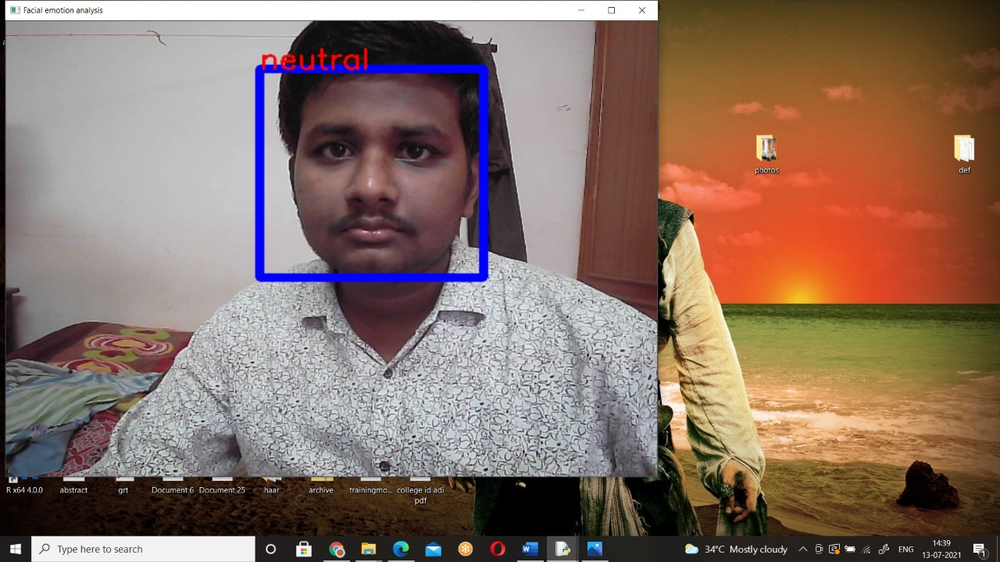 Facial emotion analysis
neutral
photos
def
R x64 4.0.0
abstract
grt
Document 6
Document 25
haar
archive
trainingmo...
college id adi
pdf
Type here to search
34°C Mostly cloudy
ENG
14:39
13-07-2021
1